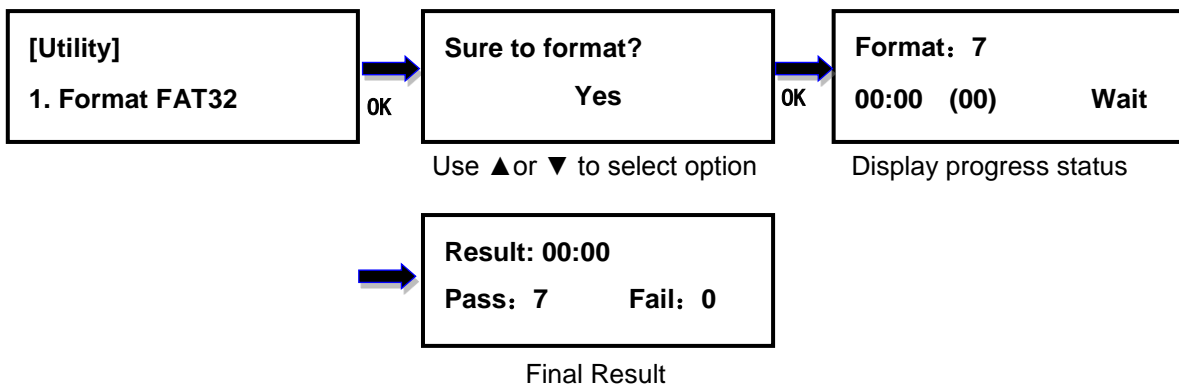 [Utility]
1. Format FAT32
OK
Sure to format?
Yes
Use ▲or ▼ to select option
OK
Format：7
00:00 (00) Wait
Display progress status
Result: 00:00
Pass：7 Fail：0
Final Result